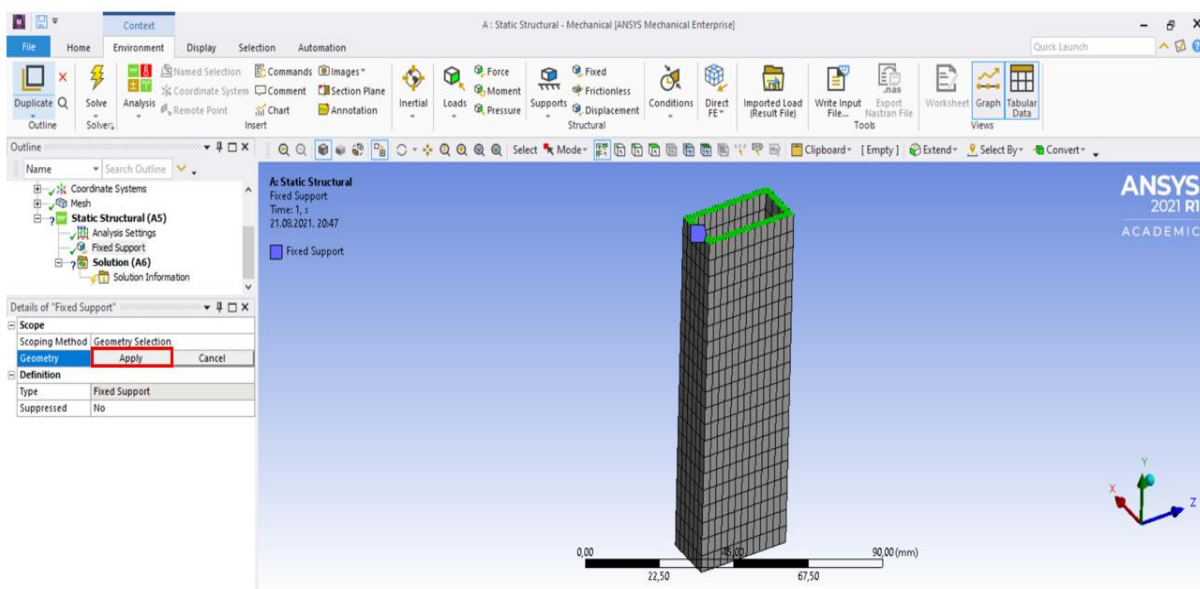 Context
A : Static Structural - Mechanical [ANSYS Mechanical Enterprise]
File Home Environment Display Selection Automation
Quick Launch
Duplicate
Outline
Solve
Solver
Analysis
Named Selection
Coordinate System
Remote Point
Commands
Comment
Chart
Images
Section Plane
Annotation
Insert
Inertial
Loads
Force
Moment
Pressure
Supports
Fixed
Frictionless
Displacement
Structural
Conditions
Direct FE
Imported Load (Result File)
Write Input File...
Export Nastran File
.nas
Tools
Worksheet
Graph
Tabular Data
Views
Outline
Name
Search Outline
Select Mode
Clipboard [Empty] Extend Select By Convert
Coordinate Systems
Mesh
Static Structural (A5)
Analysis Settings
Fixed Support
Solution (A6)
Solution Information
Details of "Fixed Support"
Scope
Scoping Method Geometry Selection
Geometry Apply Cancel
Definition
Type Fixed Support
Suppressed No
A: Static Structural
Fixed Support
Time: 1, s
21.08.2021. 20:47
Fixed Support
ANSYS
2021 R1
ACADEMIC
Y
X
Z
0,00 45,00 90,00 (mm)
22,50 67,50